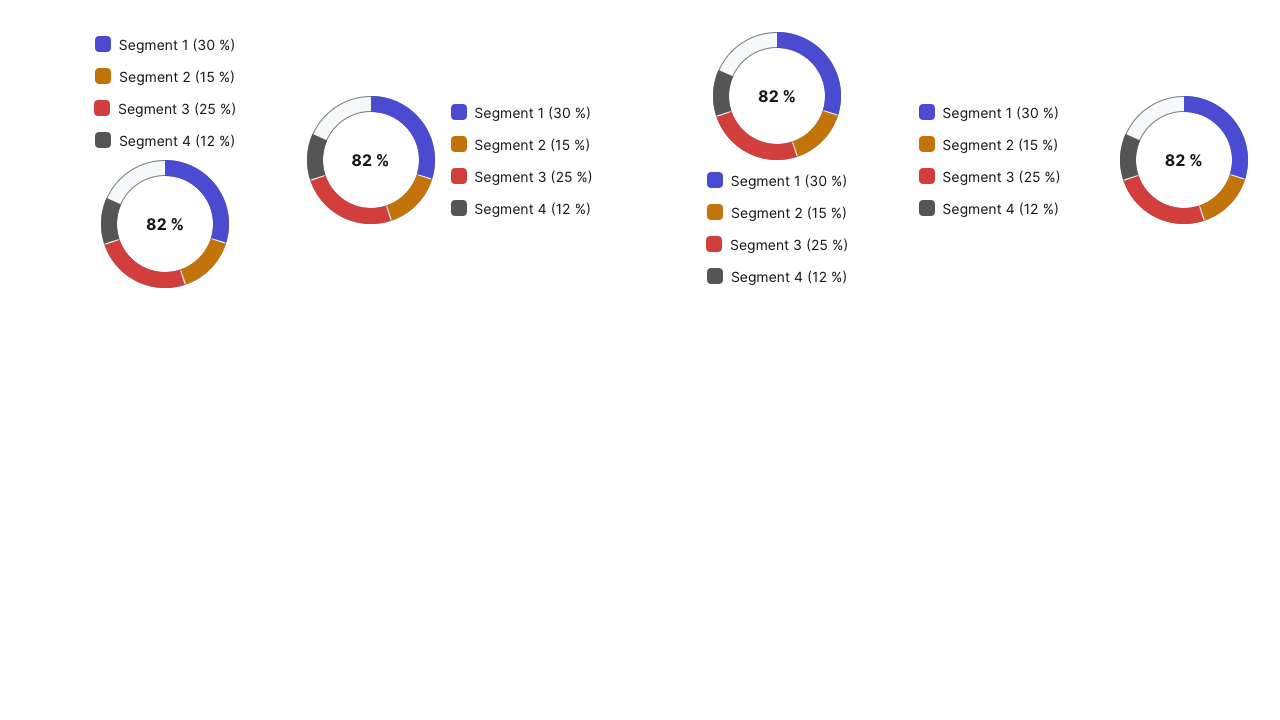 Segment 1 (30 %)
Segment 2 (15 %)
Segment 3 (25 %)
Segment 4 (12 %)
82 %
82 %
Segment 1 (30 %)
Segment 2 (15 %)
Segment 3 (25 %)
Segment 4 (12 %)
82 %
Segment 1 (30 %)
Segment 2 (15 %)
Segment 3 (25 %)
Segment 4 (12 %)
Segment 1 (30 %)
Segment 2 (15 %)
Segment 3 (25 %)
Segment 4 (12 %)
82 %